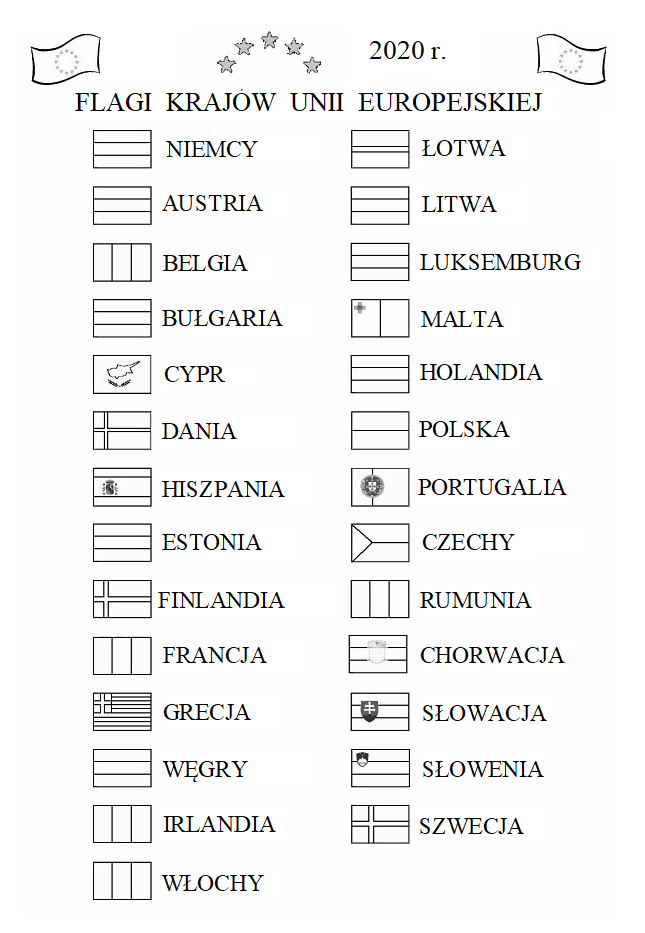 2020 r.
FLAGI KRAJÓW UNII EUROPEJSKIEJ
NIEMCY
AUSTRIA
BELGIA
BUŁGARIA
CYPR
DANIA
HISZPANIA
ESTONIA
FINLANDIA
FRANCJA
GRECJA
WĘGRY
IRLANDIA
WŁOCHY
ŁOTWA
LITWA
LUKSEMBURG
MALTA
HOLANDIA
POLSKA
PORTUGALIA
CZECHY
RUMUNIA
CHORWACJA
SŁOWACJA
SŁOWENIA
SZWECJA